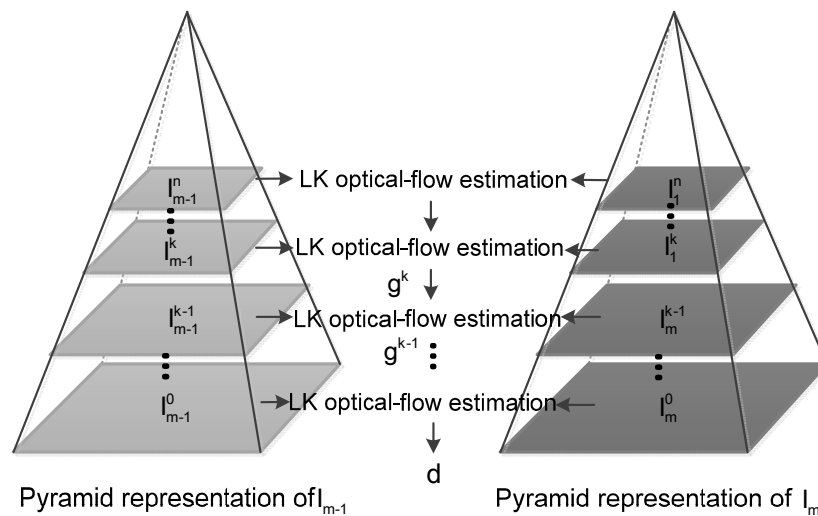 I^n_{m-1} LK optical-flow estimation I^n_1
I^k_{m-1} LK optical-flow estimation I^k_1
g^k
I^{k-1}_{m-1} LK optical-flow estimation I^{k-1}_m
g^{k-1}
I^0_{m-1} LK optical-flow estimation I^0_m
d
Pyramid representation of I_{m-1} Pyramid representation of I_m